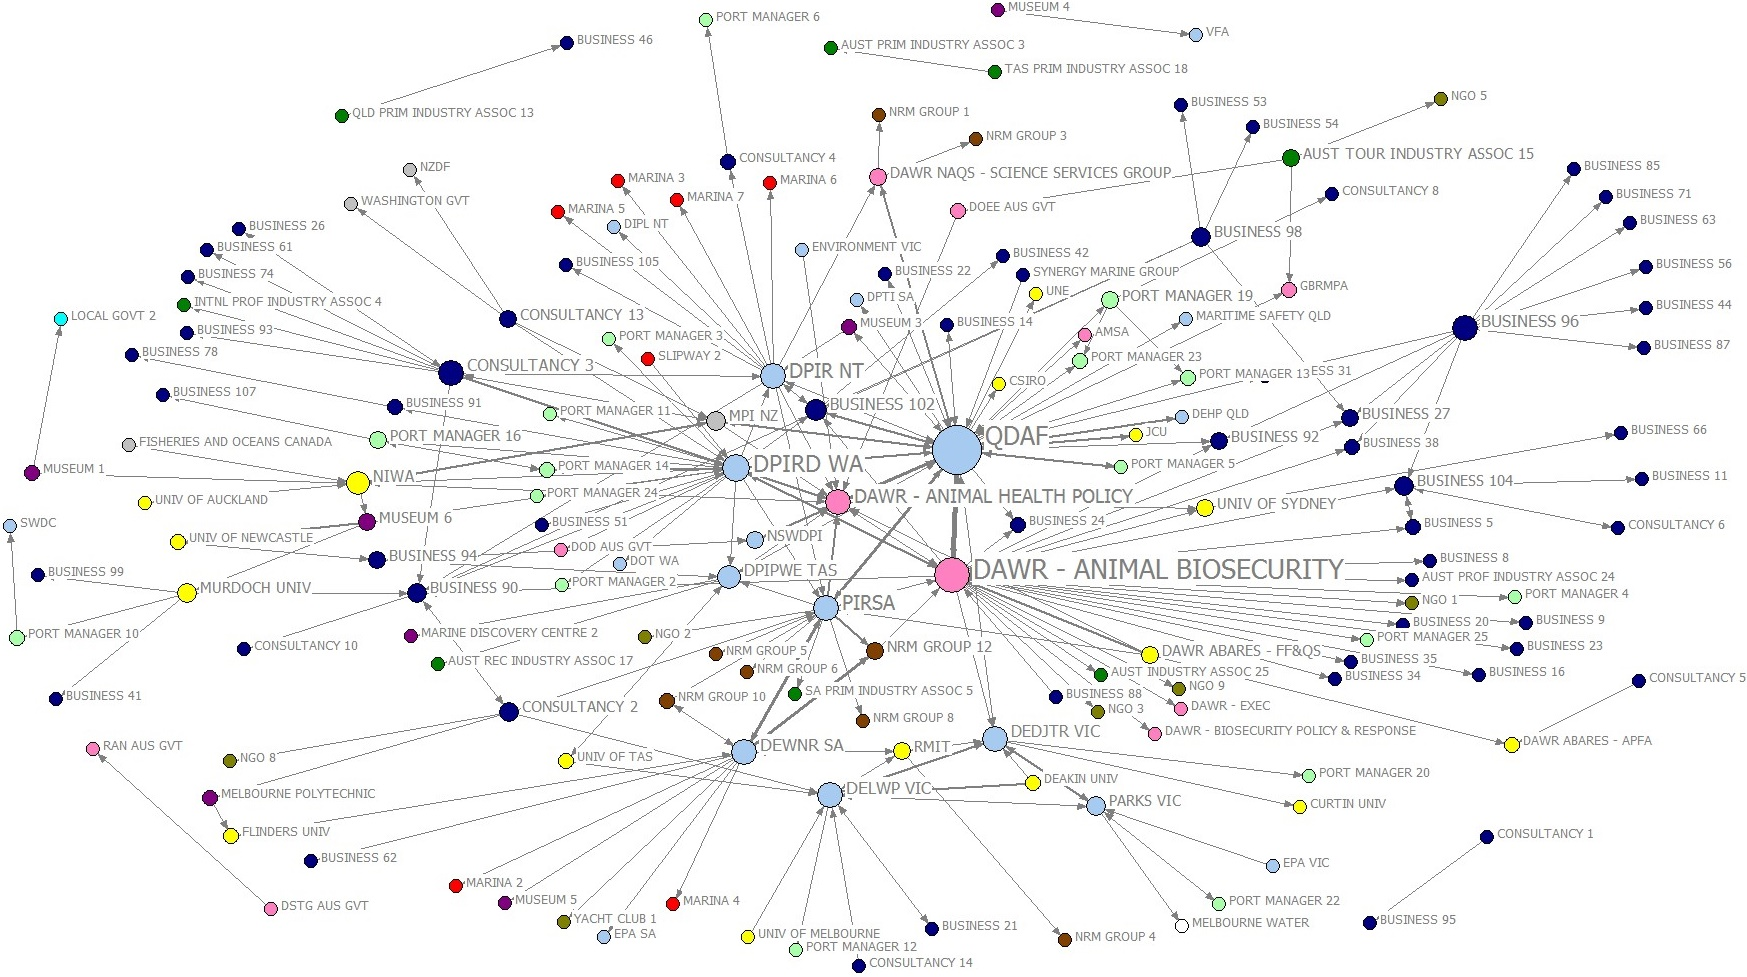 MUSEUM 4
PORT MANAGER 6
VFA
BUSINESS 46
AUST PRIM INDUSTRY ASSOC 3
TAS PRIM INDUSTRY ASSOC 18
NGO 5
BUSINESS 53
QLD PRIM INDUSTRY ASSOC 13
NRM GROUP 1
BUSINESS 54
NRM GROUP 3
AUST TOUR INDUSTRY ASSOC 15
CONSULTANCY 4
NZDF
BUSINESS 85
DAWR NAQS - SCIENCE SERVICES GROUP
MARINA 3
MARINA 6
CONSULTANCY 8
BUSINESS 71
MARINA 7
WASHINGTON GVT
DOEE AUS GVT
MARINA 5
BUSINESS 63
DIPL NT
BUSINESS 26
BUSINESS 98
BUSINESS 61
ENVIRONMENT VIC
BUSINESS 42
BUSINESS 105
BUSINESS 56
BUSINESS 74
BUSINESS 22
SYNERGY MARINE GROUP
GBRMPA
UNE
PORT MANAGER 19
DPTI SA
INTNL PROF INDUSTRY ASSOC 4
BUSINESS 44
LOCAL GOVT 2
CONSULTANCY 13
MARITIME SAFETY QLD
BUSINESS 96
MUSEUM 3
BUSINESS 14
BUSINESS 93
AMSA
PORT MANAGER 3
BUSINESS 87
BUSINESS 78
SLIPWAY 2
PORT MANAGER 23
CONSULTANCY 3
DPIR NT
PORT MANAGER 13
ESS 31
CSIRO
BUSINESS 107
BUSINESS 91
BUSINESS 102
PORT MANAGER 11
MPI NZ
DEHP QLD
BUSINESS 27
FISHERIES AND OCEANS CANADA
PORT MANAGER 16
QDAF
JCU
BUSINESS 92
BUSINESS 38
BUSINESS 66
MUSEUM 1
NIWA
PORT MANAGER 14
DPIRD WA
PORT MANAGER 5
BUSINESS 104
BUSINESS 11
UNIV OF AUCKLAND
PORT MANAGER 24
DAWR - ANIMAL HEALTH POLICY
UNIV OF SYDNEY
SWDC
MUSEUM 6
BUSINESS 51
BUSINESS 24
BUSINESS 5
CONSULTANCY 6
UNIV OF NEWCASTLE
DOD AUS GVT
NSWDPI
BUSINESS 94
DOT WA
BUSINESS 8
BUSINESS 99
DPIPWE TAS
DAWR - ANIMAL BIOSECURITY
AUST PROF INDUSTRY ASSOC 24
MURDOCH UNIV
BUSINESS 90
PORT MANAGER 2
PIRSA
NGO 1
PORT MANAGER 4
BUSINESS 20
BUSINESS 9
PORT MANAGER 10
CONSULTANCY 10
MARINE DISCOVERY CENTRE 2
NGO 2
PORT MANAGER 25
NRM GROUP 5
NRM GROUP 12
DAWR ABARES - FF&QS
BUSINESS 23
AUST REC INDUSTRY ASSOC 17
NRM GROUP 6
BUSINESS 35
AUST INDUSTRY ASSOC 25
BUSINESS 34
BUSINESS 16
CONSULTANCY 5
BUSINESS 41
NRM GROUP 10
SA PRIM INDUSTRY ASSOC 5
BUSINESS 88
NGO 9
CONSULTANCY 2
NRM GROUP 8
NGO 3
DAWR - EXEC
RAN AUS GVT
NGO 8
UNIV OF TAS
DEWNR SA
RMIT
DEDJTR VIC
DAWR - BIOSECURITY POLICY & RESPONSE
DAWR ABARES - APFA
MELBOURNE POLYTECHNIC
DELWP VIC
DEAKIN UNIV
PORT MANAGER 20
PARKS VIC
CURTIN UNIV
FLINDERS UNIV
CONSULTANCY 1
BUSINESS 62
EPA VIC
MARINA 2
DSTG AUS GVT
MUSEUM 5
MARINA 4
PORT MANAGER 22
YACHT CLUB 1
BUSINESS 21
MELBOURNE WATER
BUSINESS 95
EPA SA
UNIV OF MELBOURNE
NRM GROUP 4
PORT MANAGER 12
CONSULTANCY 14